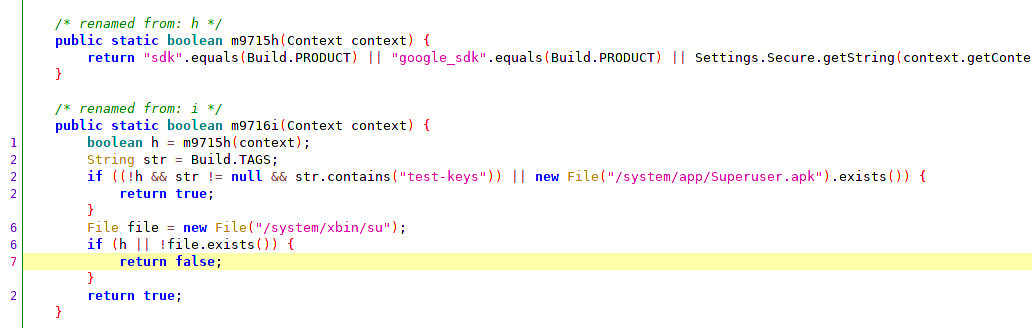 /* renamed from: h */
public static boolean m9715h(Context context) {
return "sdk".equals(Build.PRODUCT) || "google_sdk".equals(Build.PRODUCT) || Settings.Secure.getString(context.getConte
}
/* renamed from: i */
public static boolean m9716i(Context context) {
1 boolean h = m9715h(context);
2 String str = Build.TAGS;
2 if ((!h && str != null && str.contains("test-keys")) || new File("/system/app/Superuser.apk").exists()) {
2 return true;
}
6 File file = new File("/system/xbin/su");
6 if (h || !file.exists()) {
7 return false;
}
2 return true;
}